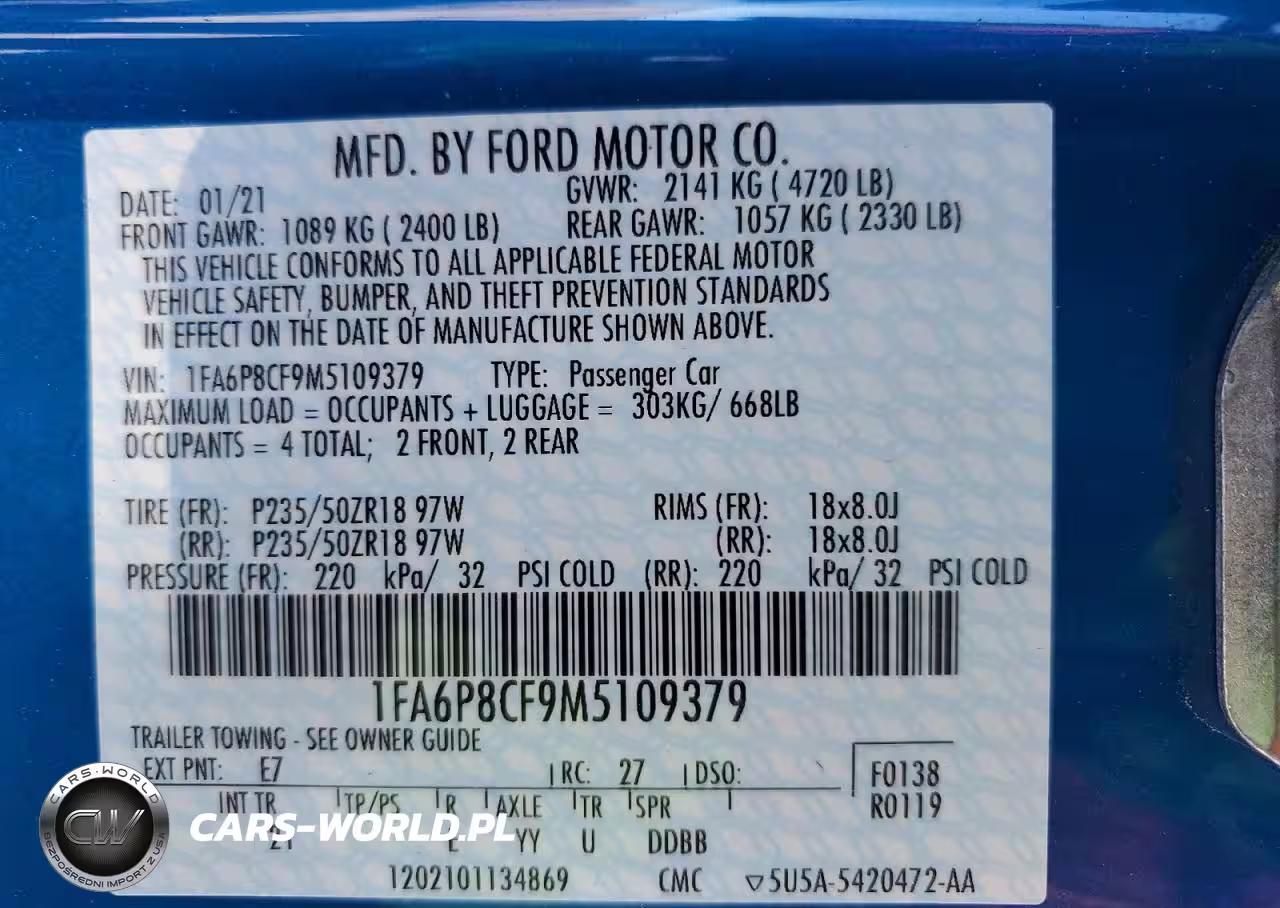 MFD. BY FORD MOTOR CO.
DATE: 01/21 GVWR: 2141 KG ( 4720 LB)
FRONT GAWR: 1089 KG ( 2400 LB) REAR GAWR: 1057 KG ( 2330 LB)
THIS VEHICLE CONFORMS TO ALL APPLICABLE FEDERAL MOTOR
VEHICLE SAFETY, BUMPER, AND THEFT PREVENTION STANDARDS
IN EFFECT ON THE DATE OF MANUFACTURE SHOWN ABOVE.
VIN: 1FA6P8CF9M5109379 TYPE: Passenger Car
MAXIMUM LOAD = OCCUPANTS + LUGGAGE = 303KG/ 668LB
OCCUPANTS = 4 TOTAL; 2 FRONT, 2 REAR
TIRE (FR): P235/50ZR18 97W RIMS (FR): 18x8.0J
(RR): P235/50ZR18 97W (RR): 18x8.0J
PRESSURE (FR): 220 kPa/ 32 PSI COLD (RR): 220 kPa/ 32 PSI COLD
1FA6P8CF9M5109379
TRAILER TOWING - SEE OWNER GUIDE
EXT PNT: E7 RC: 27 DSO: F0138
INT TR TP/PS R AXLE TR SPR R0119
YY U DDBB
1202101134869 CMC ▽5U5A-5420472-AA
CARS-WORLD
CW
BEZPOŚREDNI IMPORT Z USA
CARS-WORLD.PL